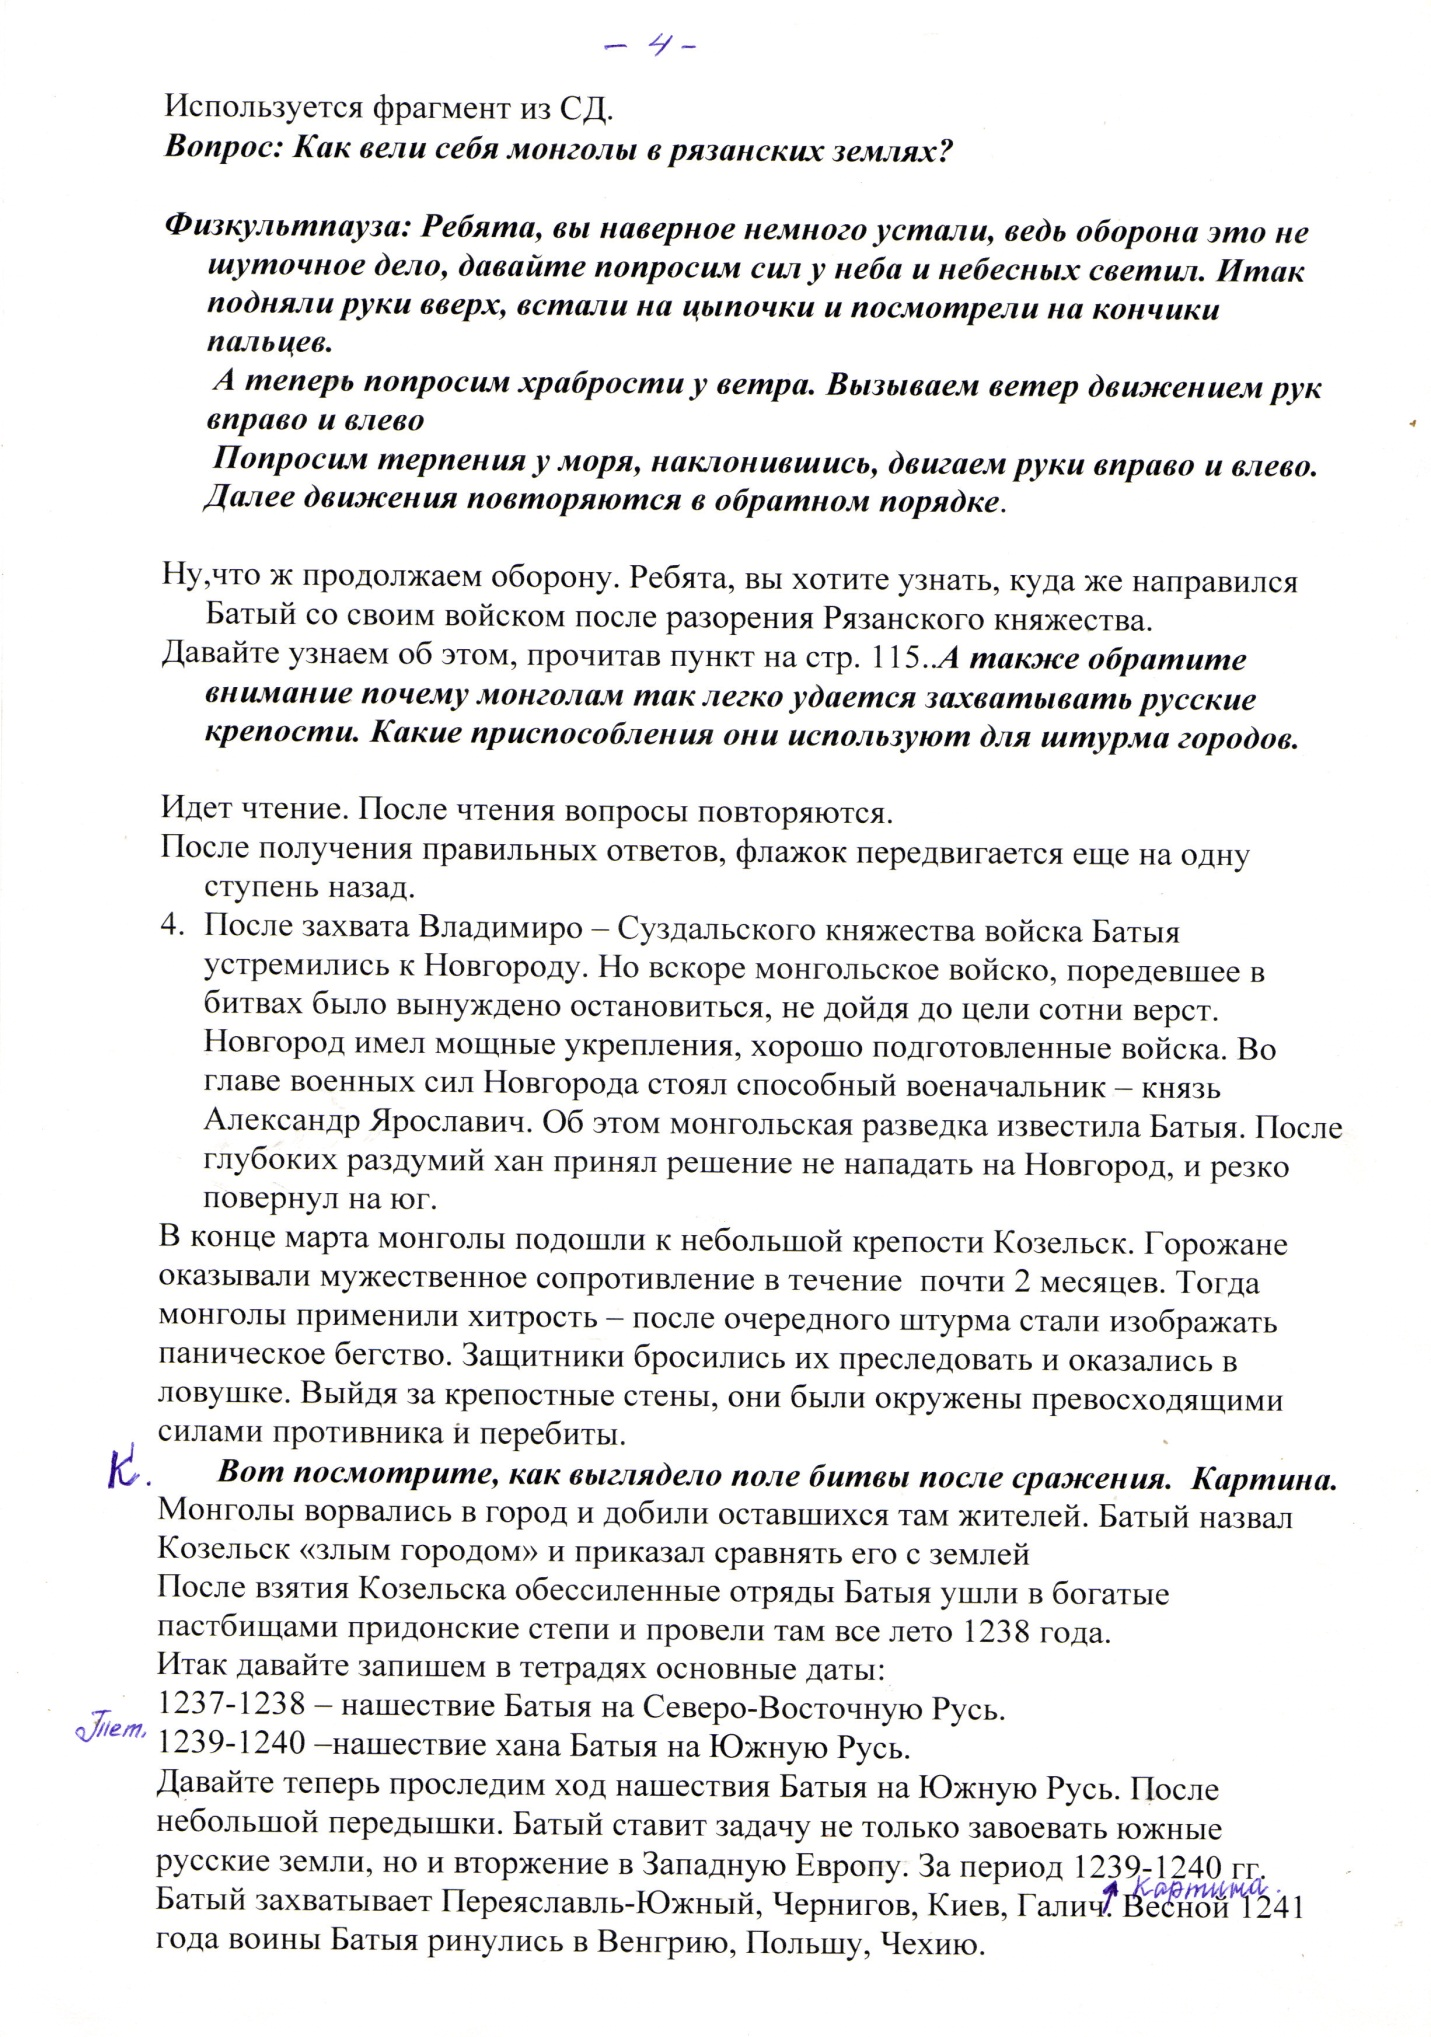 – 4 –
Используется фрагмент из СД.
Вопрос: Как вели себя монголы в рязанских землях?
Физкультпауза: Ребята, вы наверное немного устали, ведь оборона это не
шуточное дело, давайте попросим сил у неба и небесных светил. Итак
подняли руки вверх, встали на цыпочки и посмотрели на кончики
пальцев.
А теперь попросим храбрости у ветра. Вызываем ветер движением рук
вправо и влево
Попросим терпения у моря, наклонившись, двигаем руки вправо и влево.
Далее движения повторяются в обратном порядке.
Ну,что ж продолжаем оборону. Ребята, вы хотите узнать, куда же направился
Батый со своим войском после разорения Рязанского княжества.
Давайте узнаем об этом, прочитав пункт на стр. 115..А также обратите
внимание почему монголам так легко удается захватывать русские
крепости. Какие приспособления они используют для штурма городов.
Идет чтение. После чтения вопросы повторяются.
После получения правильных ответов, флажок передвигается еще на одну
ступень назад.
4. После захвата Владимиро – Суздальского княжества войска Батыя
устремились к Новгороду. Но вскоре монгольское войско, поредевшее в
битвах было вынуждено остановиться, не дойдя до цели сотни верст.
Новгород имел мощные укрепления, хорошо подготовленные войска. Во
главе военных сил Новгорода стоял способный военачальник – князь
Александр Ярославич. Об этом монгольская разведка известила Батыя. После
глубоких раздумий хан принял решение не нападать на Новгород, и резко
повернул на юг.
В конце марта монголы подошли к небольшой крепости Козельск. Горожане
оказывали мужественное сопротивление в течение  почти 2 месяцев. Тогда
монголы применили хитрость – после очередного штурма стали изображать
паническое бегство. Защитники бросились их преследовать и оказались в
ловушке. Выйдя за крепостные стены, они были окружены превосходящими
силами противника и перебиты.
К. Вот посмотрите, как выглядело поле битвы после сражения.  Картина.
Монголы ворвались в город и добили оставшихся там жителей. Батый назвал
Козельск «злым городом» и приказал сравнять его с землей
После взятия Козельска обессиленные отряды Батыя ушли в богатые
пастбищами придонские степи и провели там все лето 1238 года.
Итак давайте запишем в тетрадях основные даты:
1237-1238 – нашествие Батыя на Северо-Восточную Русь.
Тет. 1239-1240 –нашествие хана Батыя на Южную Русь.
Давайте теперь проследим ход нашествия Батыя на Южную Русь. После
небольшой передышки. Батый ставит задачу не только завоевать южные
русские земли, но и вторжение в Западную Европу. За период 1239-1240 гг.
Картина.
Батый захватывает Переяславль-Южный, Чернигов, Киев, Галич. Весной 1241
года воины Батыя ринулись в Венгрию, Польшу, Чехию.